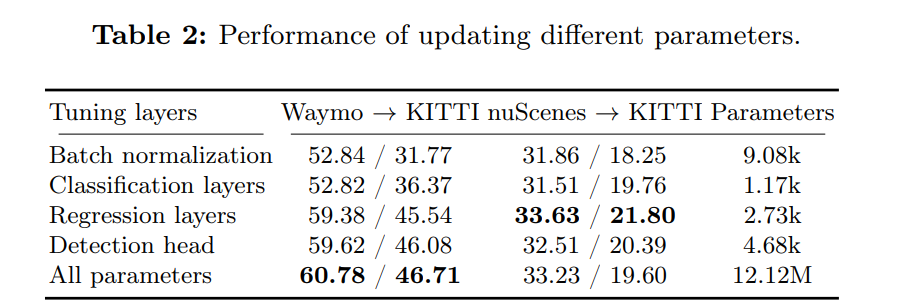 Table 2: Performance of updating different parameters.
Tuning layers Waymo → KITTI nuScenes → KITTI Parameters
Batch normalization 52.84 / 31.77 31.86 / 18.25 9.08k
Classification layers 52.82 / 36.37 31.51 / 19.76 1.17k
Regression layers 59.38 / 45.54 33.63 / 21.80 2.73k
Detection head 59.62 / 46.08 32.51 / 20.39 4.68k
All parameters 60.78 / 46.71 33.23 / 19.60 12.12M